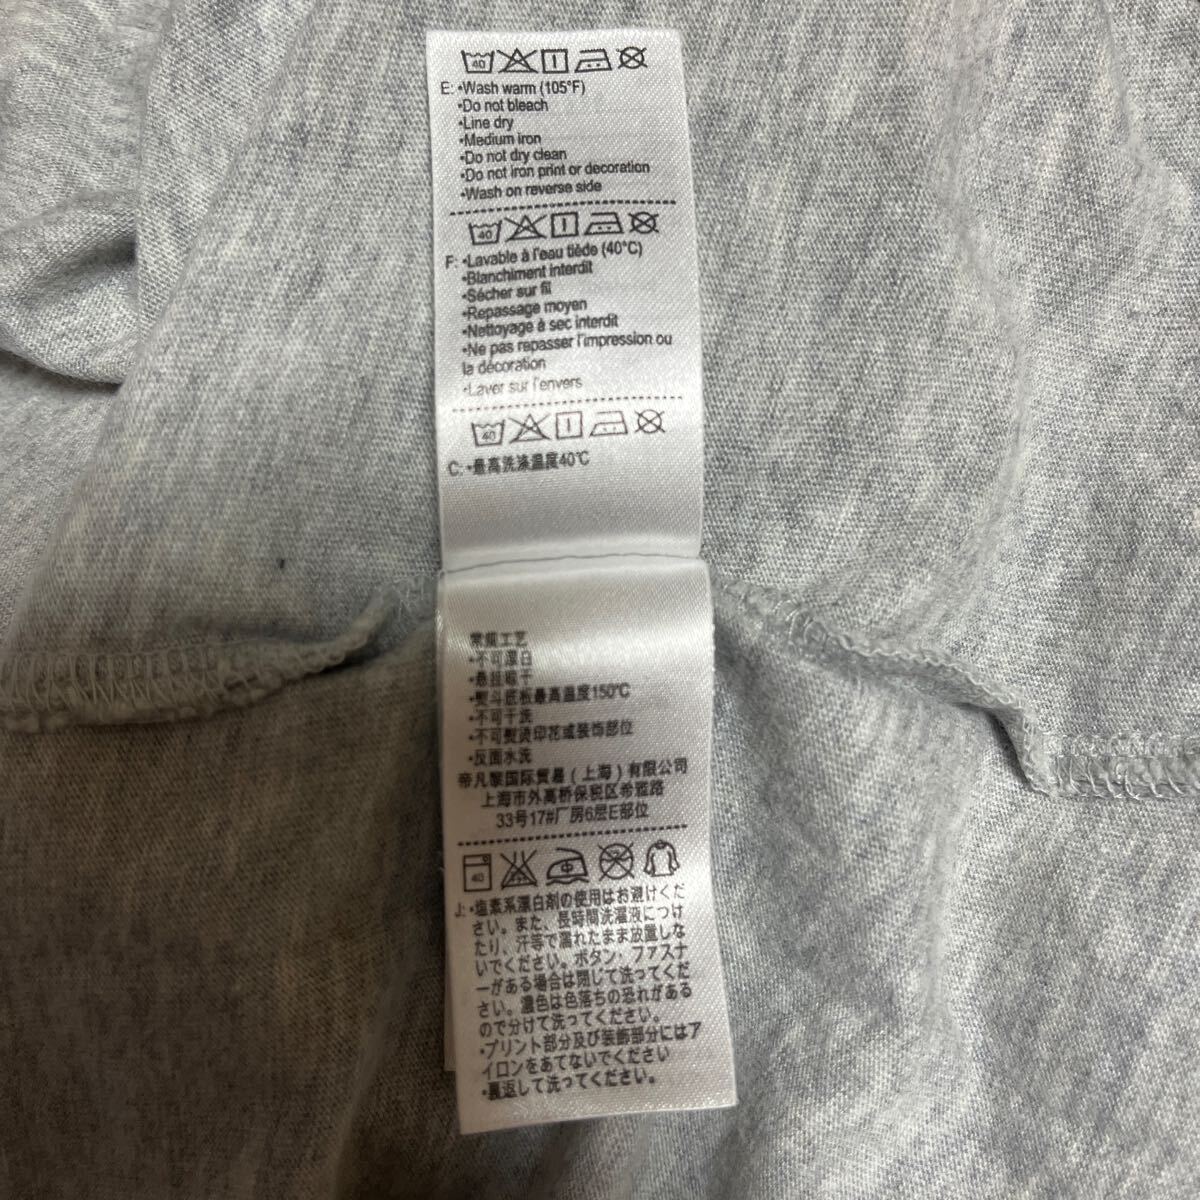 40
E: •Wash warm (105°F)
•Do not bleach
•Line dry
•Medium iron
•Do not dry clean
•Do not iron print or decoration
•Wash on reverse side
40
F: •Lavable à l'eau tiède (40°C)
•Blanchiment interdit
•Sécher sur fil
•Repassage moyen
•Nettoyage à sec interdit
•Ne pas repasser l'impression ou
la décoration
•Laver sur l'envers
40
C: •最高洗涤温度40℃
常规工艺
•不可漂白
•悬挂晾干
•熨斗底板最高温度150℃
•不可干洗
•不可熨烫印花或装饰部位
•反面水洗
帝凡黎国际贸易（上海）有限公司
上海市外高桥保税区希雅路
33号17#厂房6层E部位
40 中
J: •塩素系漂白剤の使用はお避けくだ
さい。また、長時間洗濯液につけ
たり、汗等で濡れたまま放置しな
いでください。ボタン・ファスナ
ーがある場合は閉じて洗ってくだ
さい。濃色は色落ちの恐れがある
ので分けて洗ってください。
•プリント部分及び装飾部分にはア
イロンをあてないでください
•裏返して洗ってください。